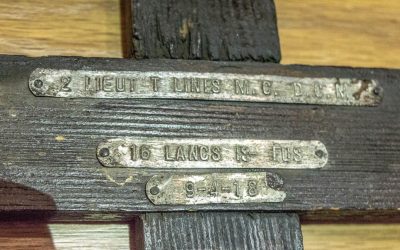 2 LIEUT T LINES M.C. D.C.M.
16 LANCS FUS
9-4-18